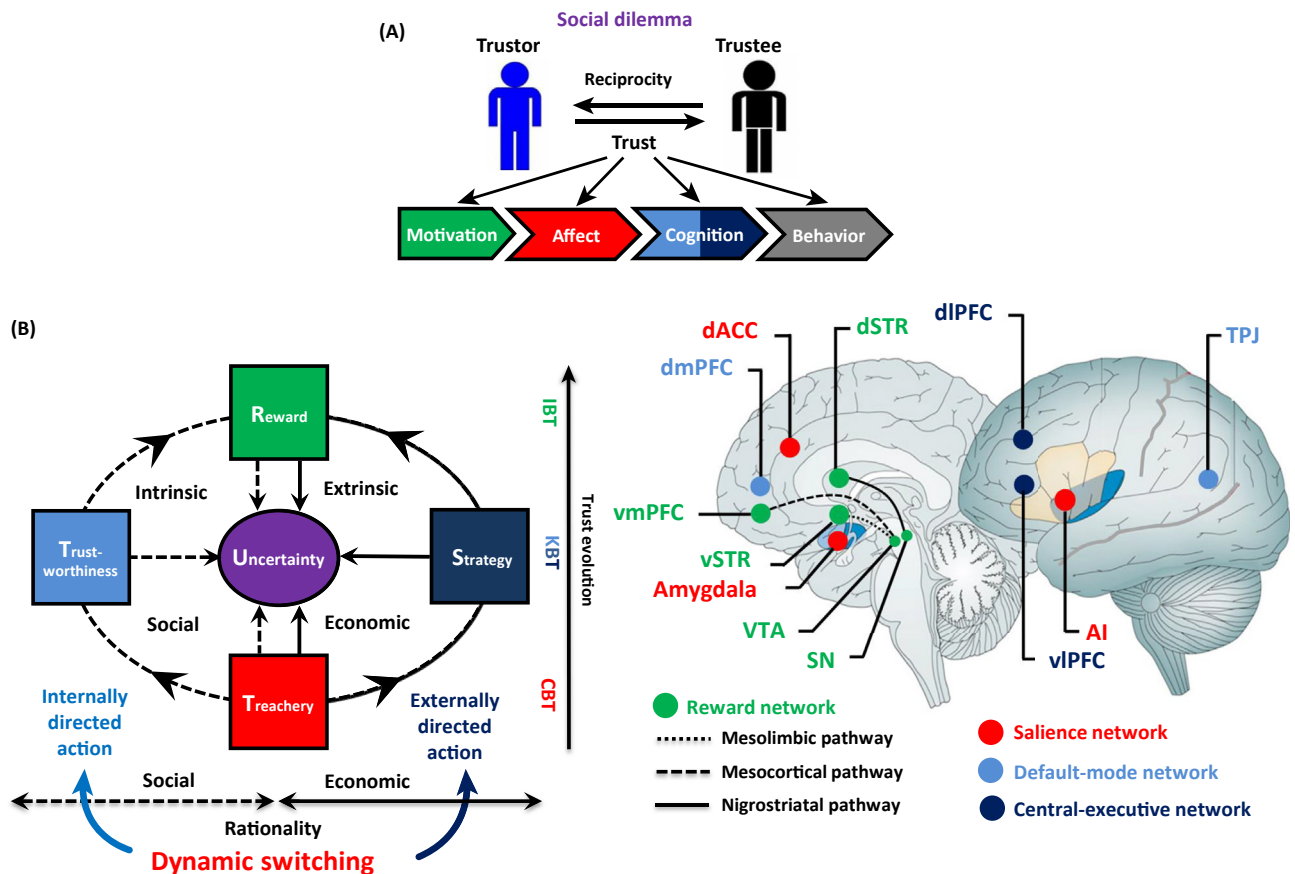 (A)
Social dilemma
Trustor
Trustee
Reciprocity
Trust
Motivation
Affect
Cognition
Behavior
(B)
Reward
Intrinsic
Extrinsic
Trust-
worthiness
Uncertainty
Strategy
Social
Economic
Treachery
Internally
directed
action
Externally
directed
action
Social
Economic
Rationality
Dynamic switching
IBT
KBT
CBT
Trust evolution
dACC
dSTR
dlPFC
TPJ
dmPFC
vmPFC
vSTR
Amygdala
VTA
SN
AI
vlPFC
Reward network
Mesolimbic pathway
Mesocortical pathway
Nigrostriatal pathway
Salience network
Default-mode network
Central-executive network